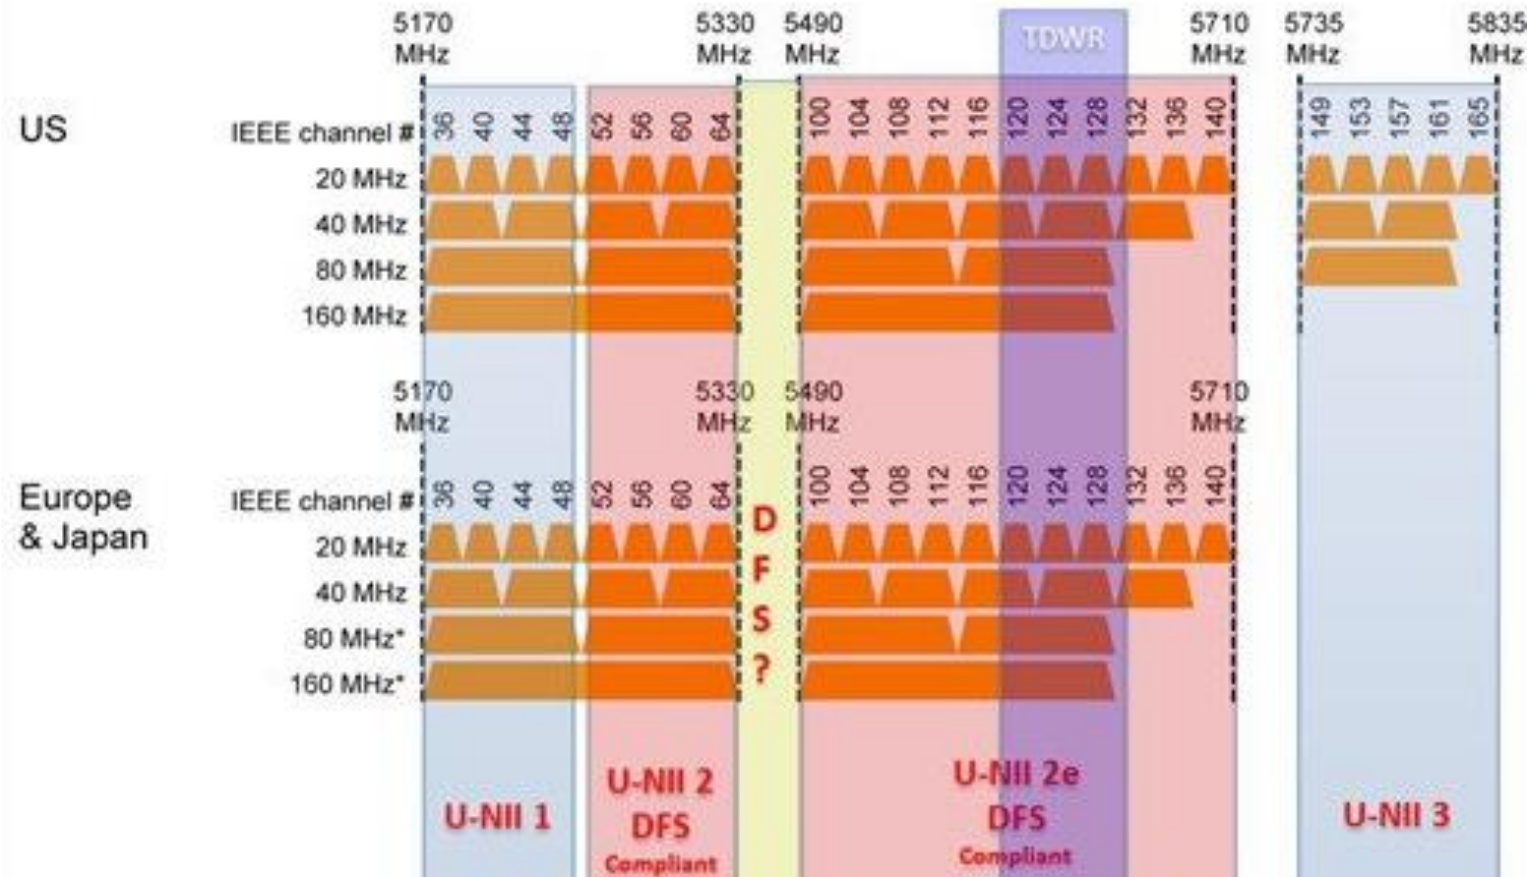 5170 MHz
5330 MHz
5490 MHz
TDWR
5710 MHz
5735 MHz
5835 MHz
US
IEEE channel # 36 40 44 48 52 56 60 64 100 104 108 112 116 120 124 128 132 136 140 149 153 157 161 165
20 MHz
40 MHz
80 MHz
160 MHz
5170 MHz
5330 MHz
5490 MHz
5710 MHz
Europe
& Japan
IEEE channel # 36 40 44 48 52 56 60 64 100 104 108 112 116 120 124 128 132 136 140
20 MHz
40 MHz
80 MHz*
160 MHz*
D
F
S
?
U-NII 1
U-NII 2
DFS
Compliant
U-NII 2e
DFS
Compliant
U-NII 3